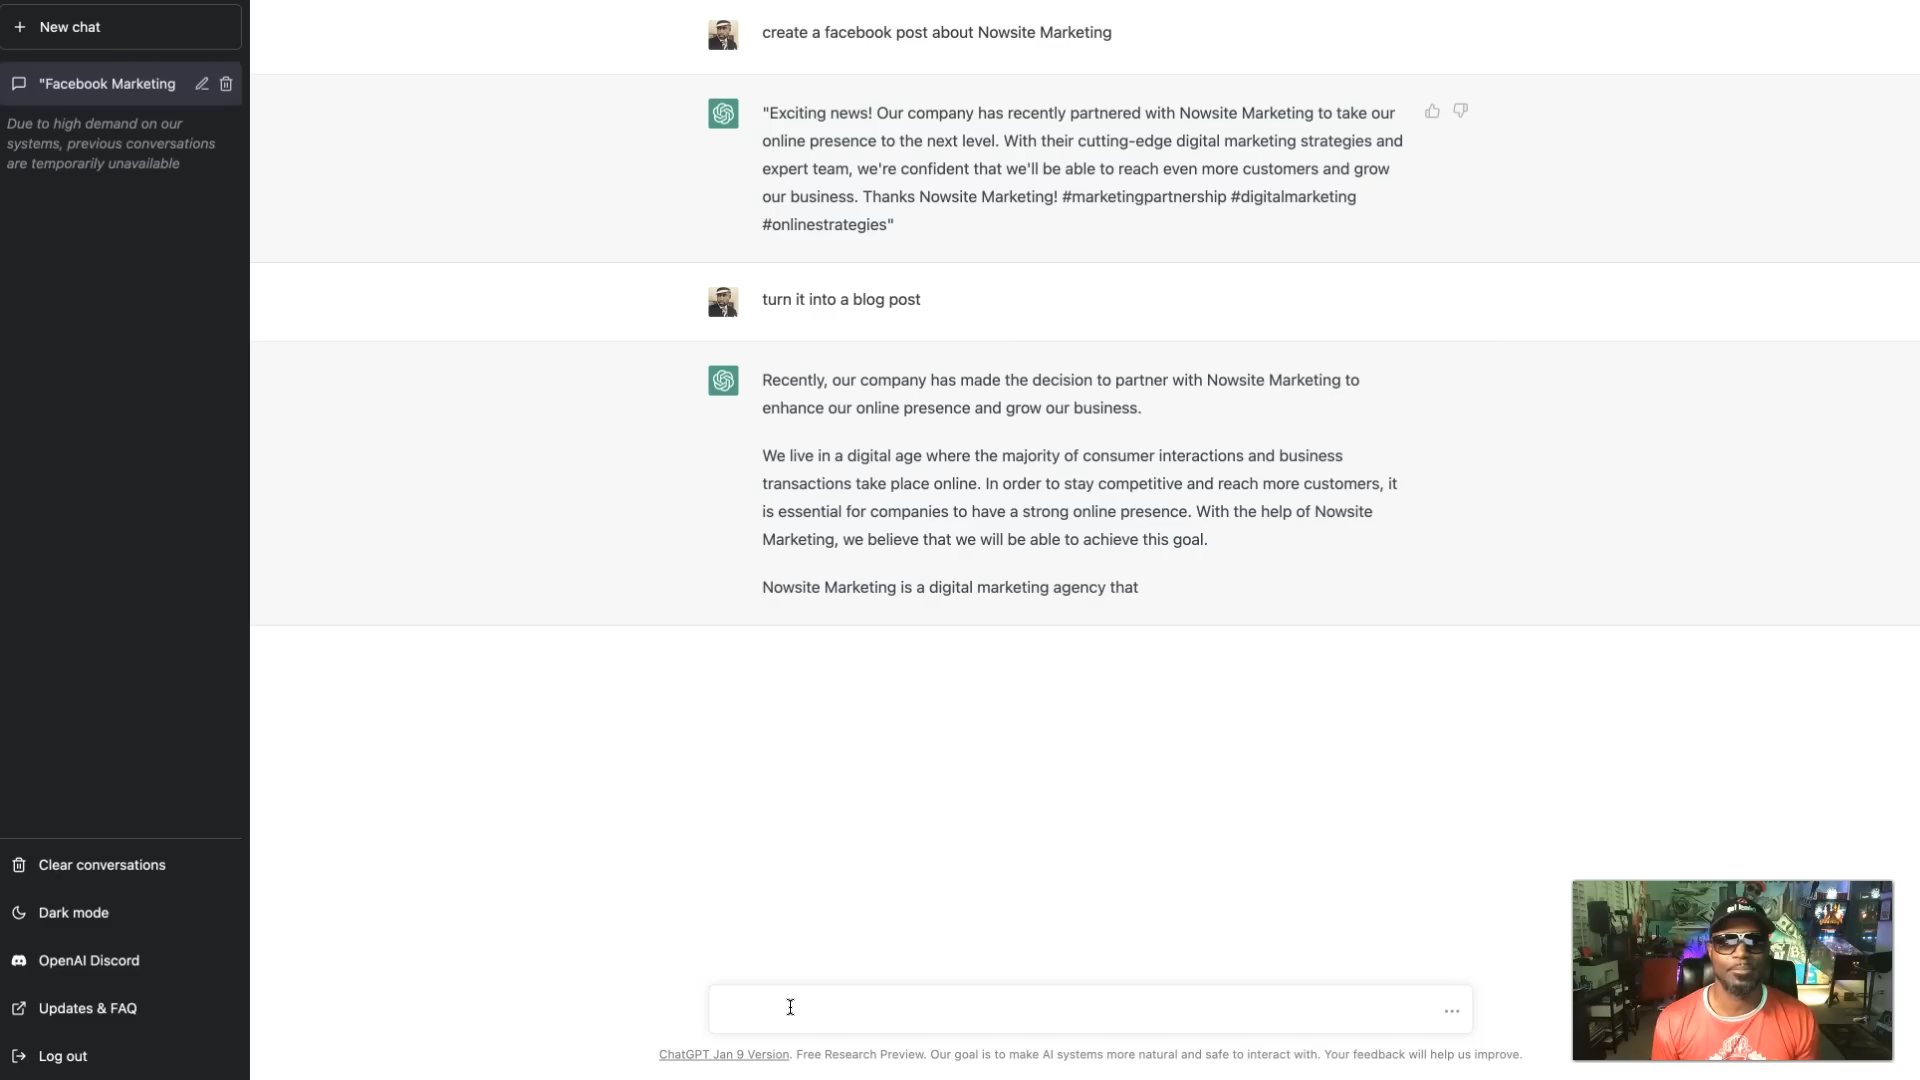 New chat
"Facebook Marketing
Due to high demand on our
systems, previous conversations
are temporarily unavailable
Clear conversations
Dark mode
OpenAI Discord
Updates & FAQ
Log out
create a facebook post about Nowsite Marketing
"Exciting news! Our company has recently partnered with Nowsite Marketing to take our
online presence to the next level. With their cutting-edge digital marketing strategies and
expert team, we're confident that we'll be able to reach even more customers and grow
our business. Thanks Nowsite Marketing! #marketingpartnership #digitalmarketing
#onlinestrategies"
turn it into a blog post
Recently, our company has made the decision to partner with Nowsite Marketing to
enhance our online presence and grow our business.
We live in a digital age where the majority of consumer interactions and business
transactions take place online. In order to stay competitive and reach more customers, it
is essential for companies to have a strong online presence. With the help of Nowsite
Marketing, we believe that we will be able to achieve this goal.
Nowsite Marketing is a digital marketing agency that
ChatGPT Jan 9 Version. Free Research Preview. Our goal is to make AI systems more natural and safe to interact with. Your feedback will help us improve.